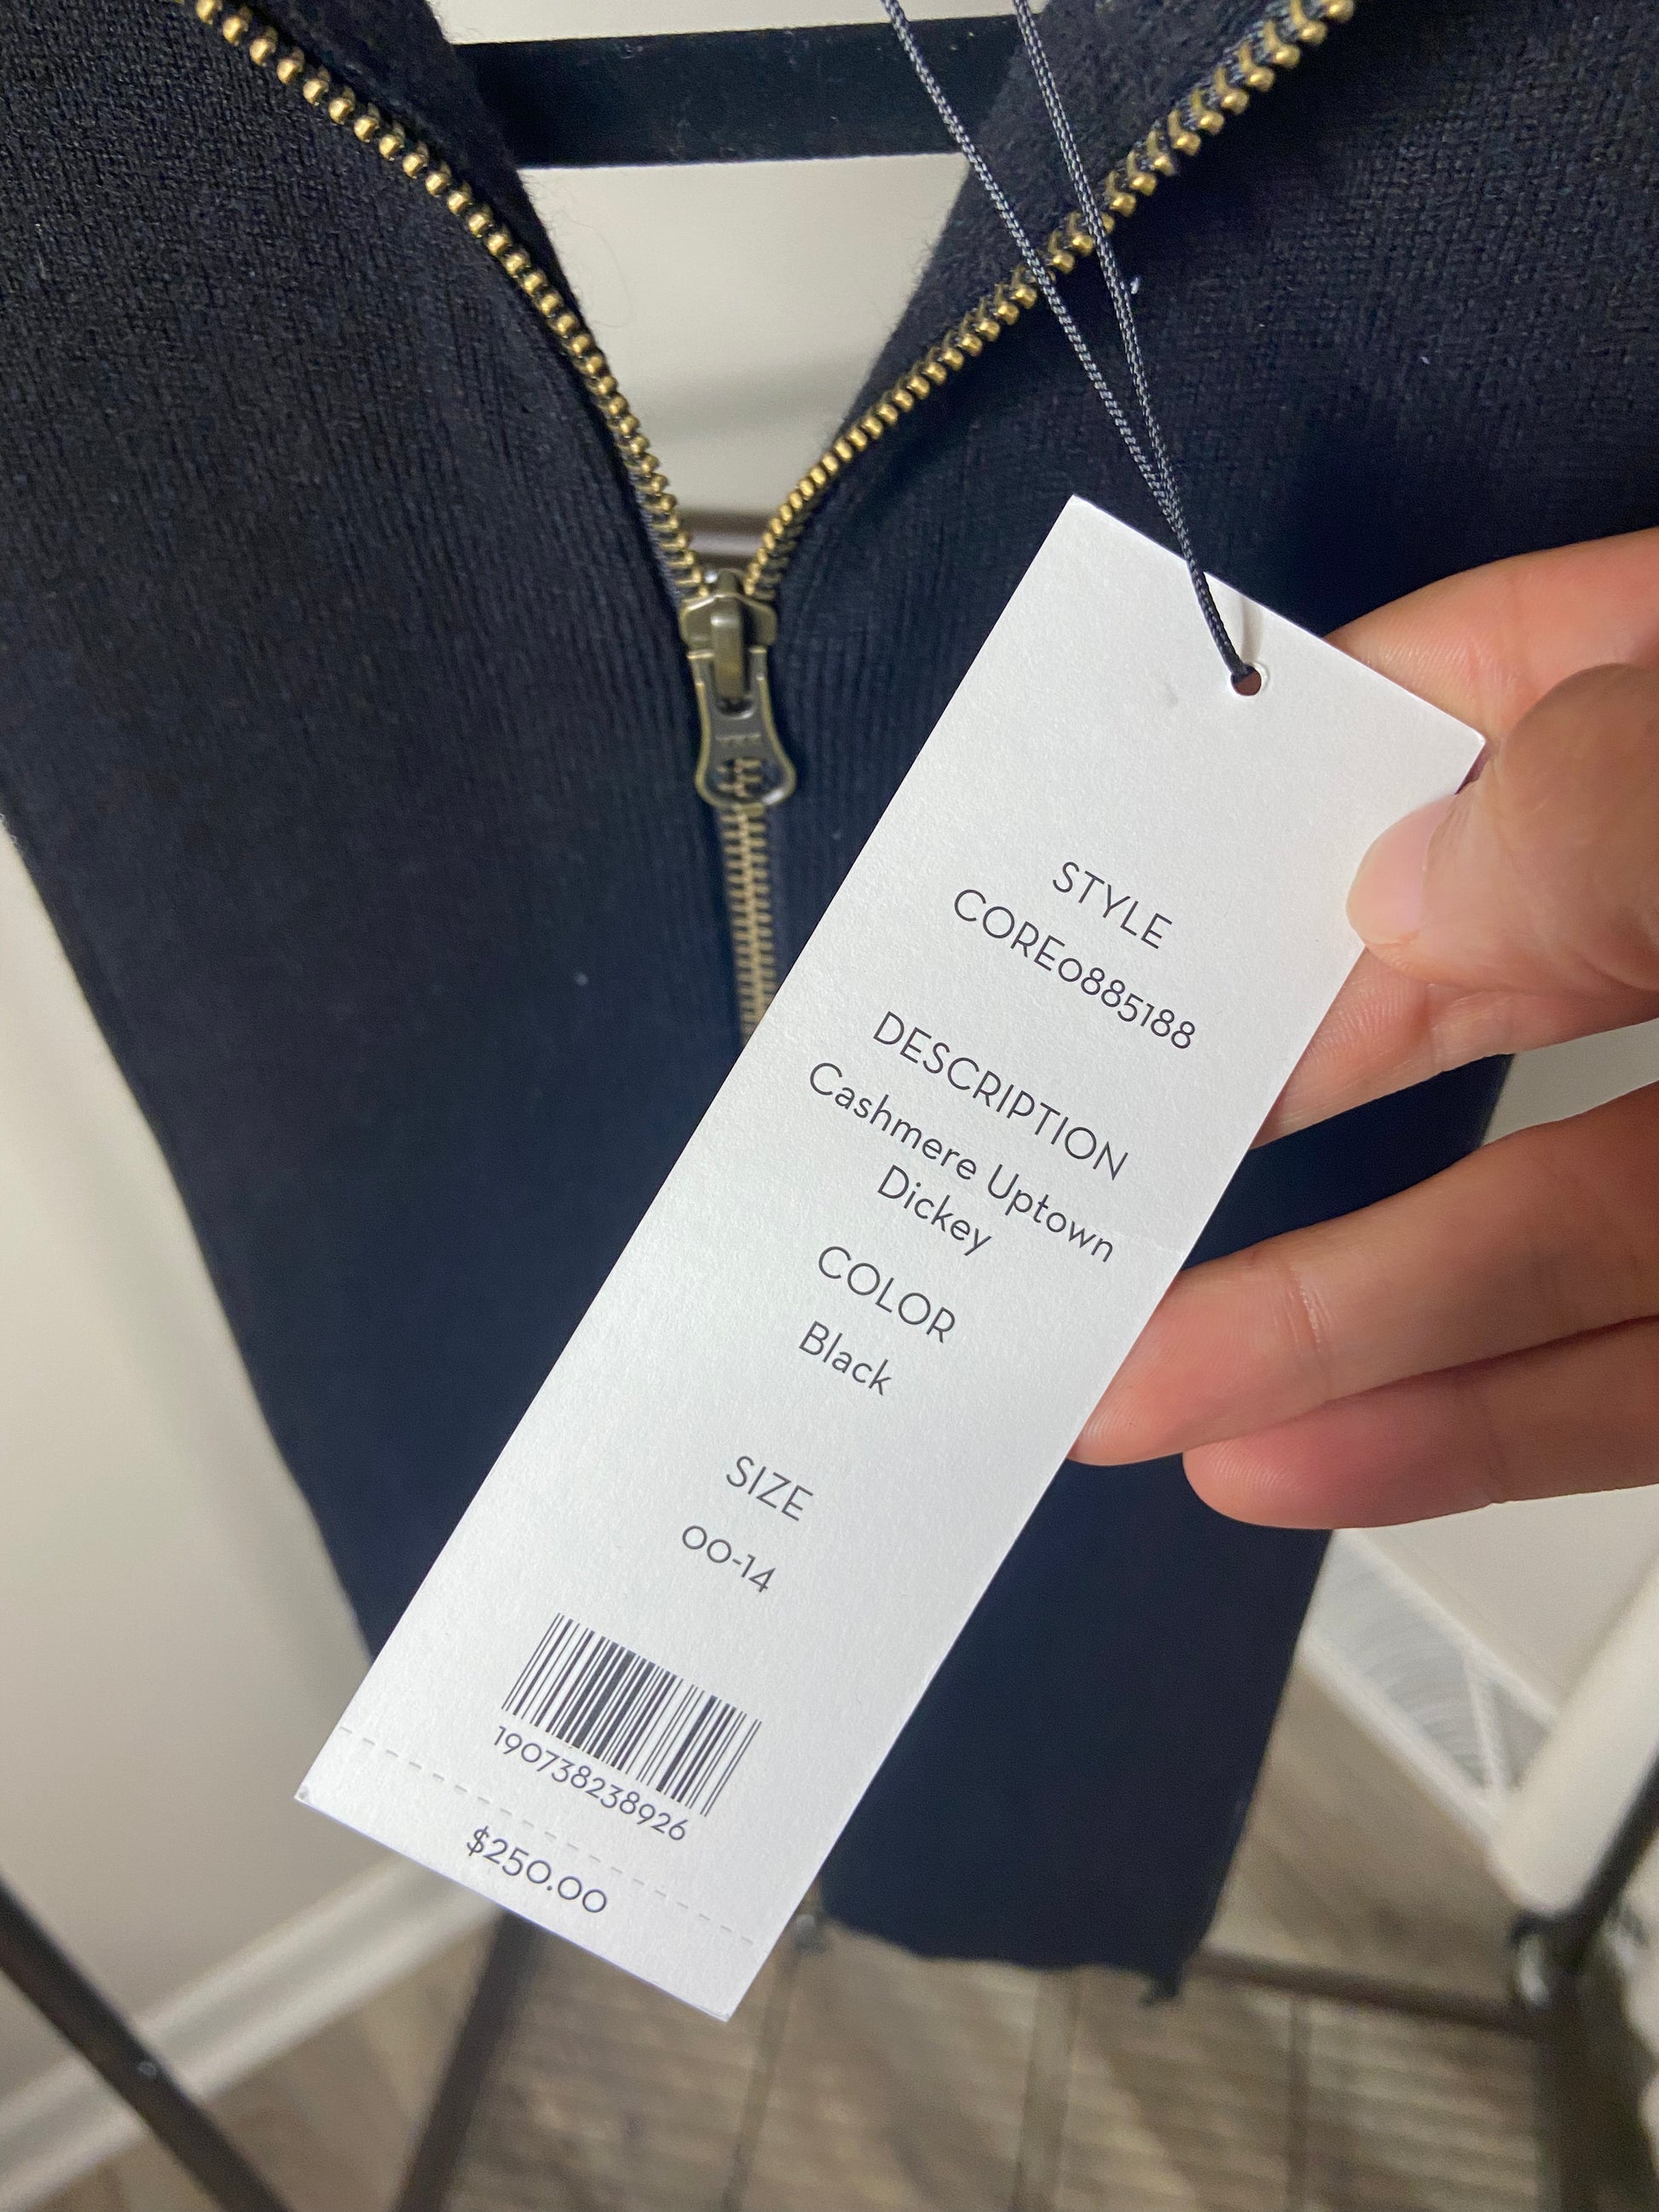 STYLE
CORE0885188
DESCRIPTION
Cashmere Uptown
Dickey
COLOR
Black
SIZE
00-14
190738238926
$250.00